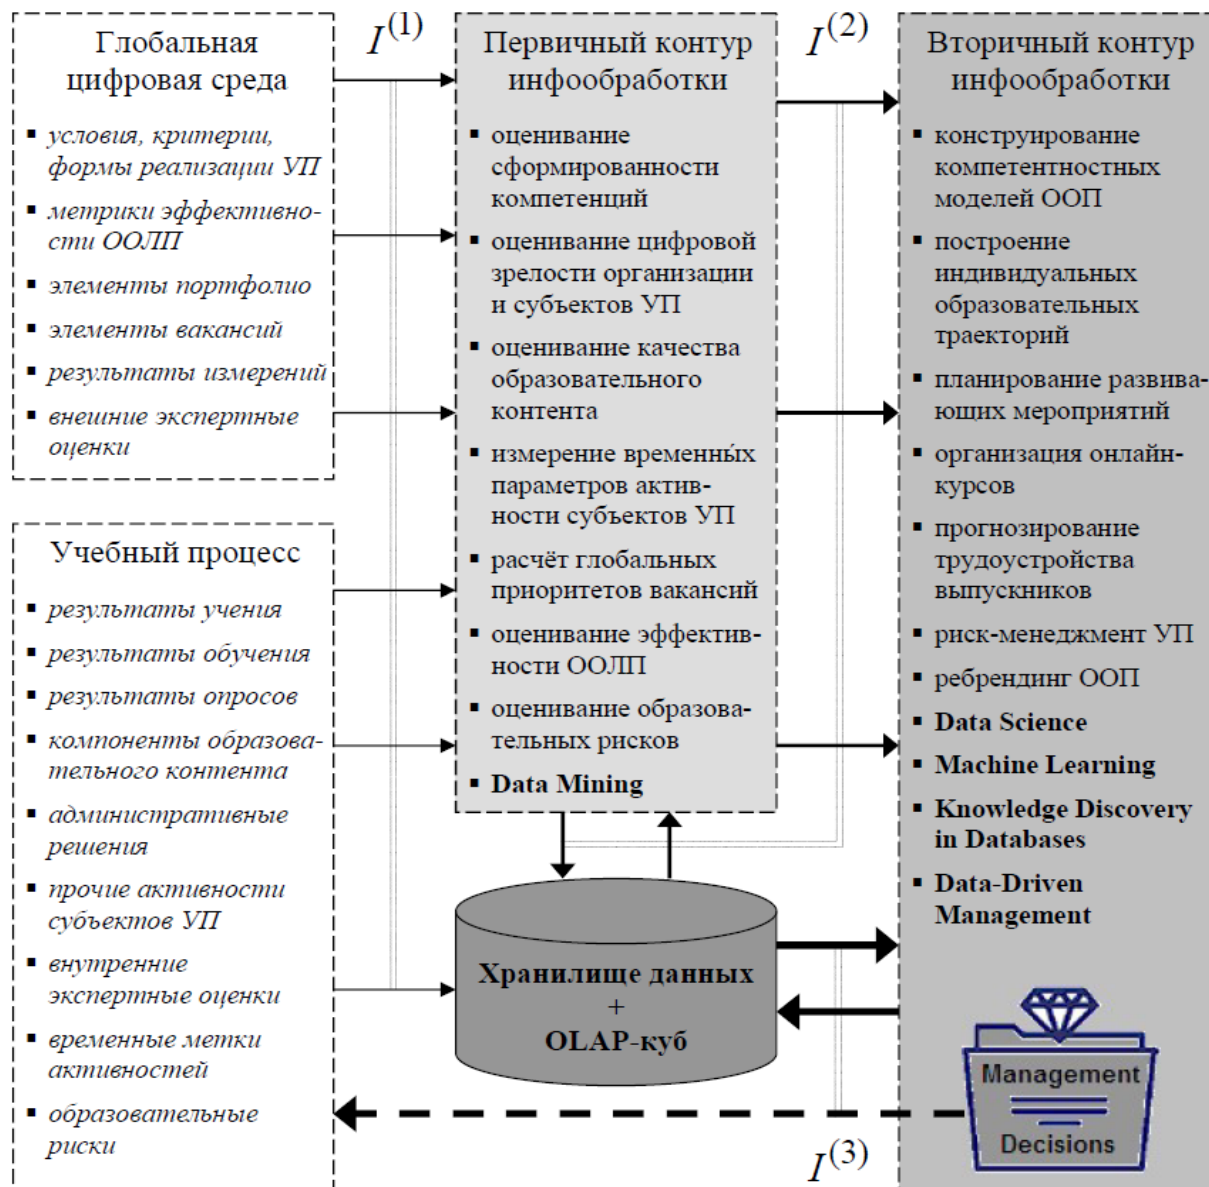 Глобальная
цифровая среда
▪ условия, критерии,
формы реализации УП
▪ метрики эффективно-
сти ООЛП
▪ элементы портфолио
▪ элементы вакансий
▪ результаты измерений
▪ внешние экспертные
оценки
Учебный процесс
▪ результаты учения
▪ результаты обучения
▪ результаты опросов
▪ компоненты образова-
тельного контента
▪ административные
решения
▪ прочие активности
субъектов УП
▪ внутренние
экспертные оценки
▪ временные метки
активностей
▪ образовательные
риски
I(1)
Первичный контур
инфообработки
▪ оценивание
сформированности
компетенций
▪ оценивание цифровой
зрелости организации
и субъектов УП
▪ оценивание качества
образовательного
контента
▪ измерение временны́х
параметров актив-
ности субъектов УП
▪ расчёт глобальных
приоритетов вакансий
▪ оценивание эффектив-
ности ООЛП
▪ оценивание образова-
тельных рисков
▪ Data Mining
Хранилище данных
+
OLAP-куб
I(2)
Вторичный контур
инфообработки
▪ конструирование
компетентностных
моделей ООП
▪ построение
индивидуальных
образовательных
траекторий
▪ планирование развива-
ющих мероприятий
▪ организация онлайн-
курсов
▪ прогнозирование
трудоустройства
выпускников
▪ риск-менеджмент УП
▪ ребрендинг ООП
▪ Data Science
▪ Machine Learning
▪ Knowledge Discovery
in Databases
▪ Data-Driven
Management
Management
Decisions
I(3)